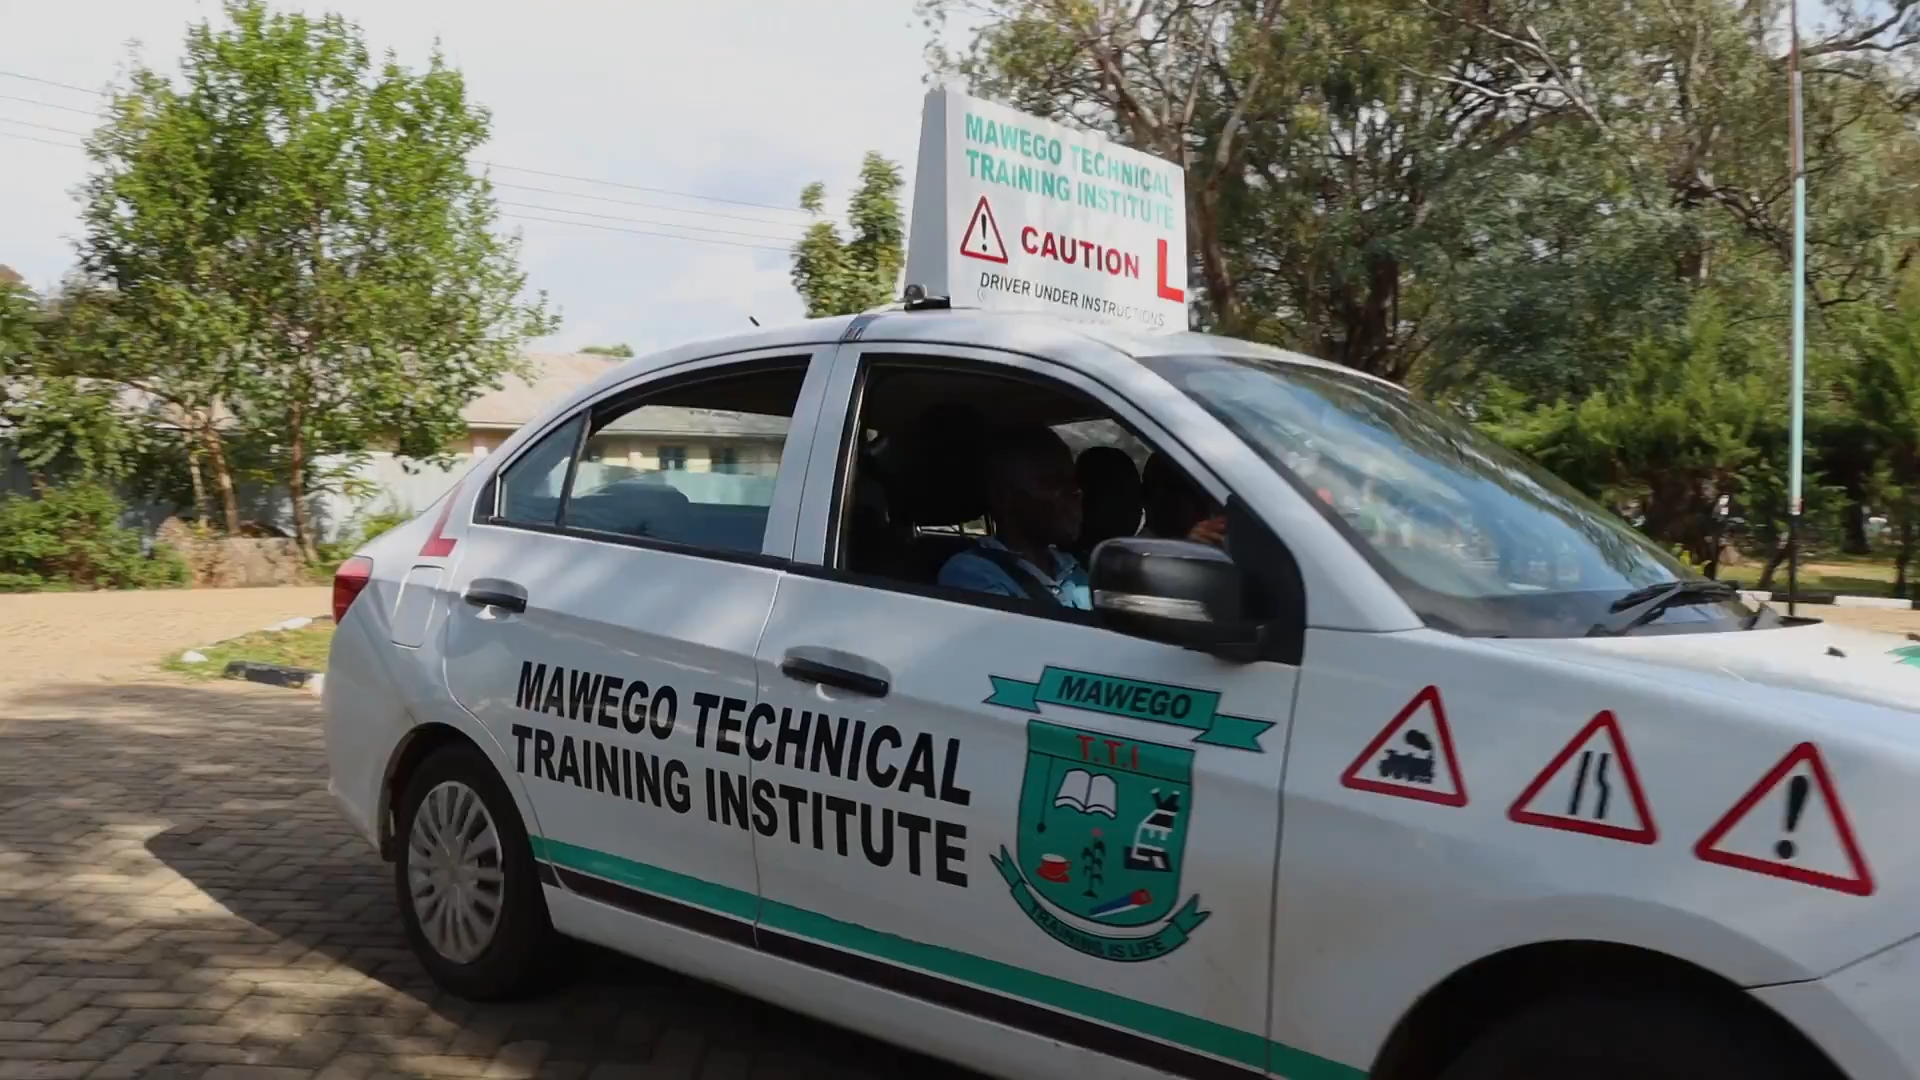 MAWEGO TECHNICAL
TRAINING INSTITUTE
CAUTION L
DRIVER UNDER INSTRUCTIONS
L
MAWEGO TECHNICAL
TRAINING INSTITUTE
MAWEGO
T.T.I
TRAINING IS LIFE